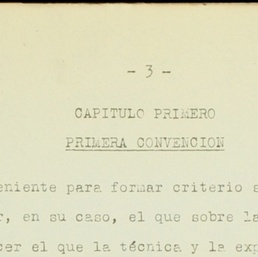 - 3 -
CAPITULO PRIMERO
PRIMERA CONVENCION
eniente para formar criterio s
r, en su caso, el que sobre la
cer el que la técnica y la exp